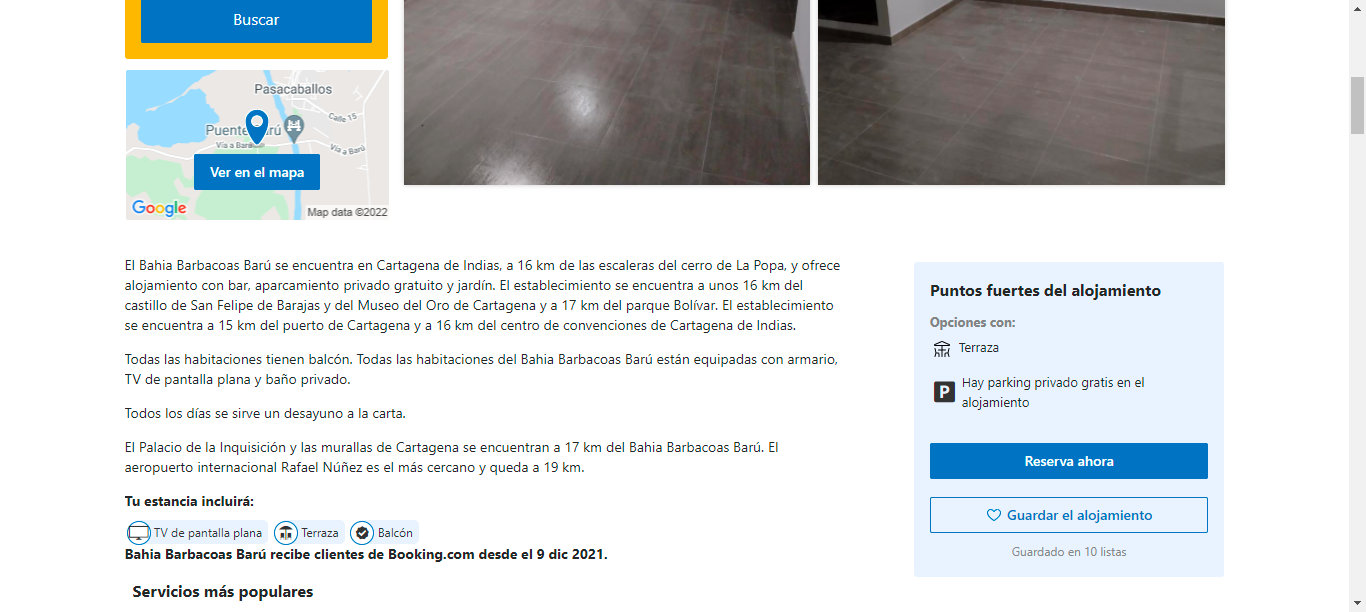 Buscar
Pasacaballos
Calle 15
Vía a Barú
Vía a Barú
Ver en el mapa
Google
Map data ©2022
El Bahia Barbacoas Barú se encuentra en Cartagena de Indias, a 16 km de las escaleras del cerro de La Popa, y ofrece
alojamiento con bar, aparcamiento privado gratuito y jardín. El establecimiento se encuentra a unos 16 km del
castillo de San Felipe de Barajas y del Museo del Oro de Cartagena y a 17 km del parque Bolívar. El establecimiento
se encuentra a 15 km del puerto de Cartagena y a 16 km del centro de convenciones de Cartagena de Indias.
Todas las habitaciones tienen balcón. Todas las habitaciones del Bahia Barbacoas Barú están equipadas con armario,
TV de pantalla plana y baño privado.
Todos los días se sirve un desayuno a la carta.
El Palacio de la Inquisición y las murallas de Cartagena se encuentran a 17 km del Bahia Barbacoas Barú. El
aeropuerto internacional Rafael Núñez es el más cercano y queda a 19 km.
Tu estancia incluirá:
TV de pantalla plana
Terraza
Balcón
Bahia Barbacoas Barú recibe clientes de Booking.com desde el 9 dic 2021.
Servicios más populares
Puntos fuertes del alojamiento
Opciones con:
Terraza
P
Hay parking privado gratis en el
alojamiento
Reserva ahora
Guardar el alojamiento
Guardado en 10 listas